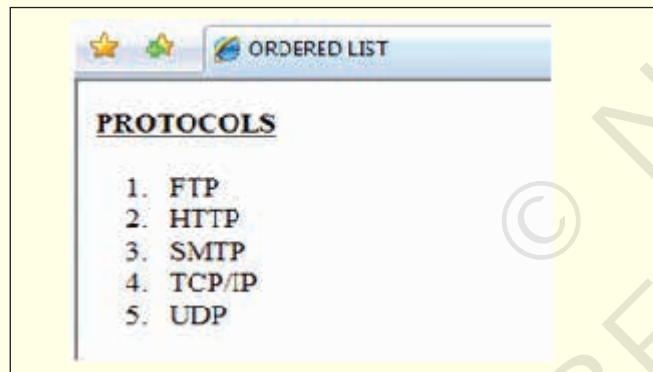 ORDERED LIST
PROTOCOLS
1. FTP
2. HTTP
3. SMTP
4. TCP/IP
5. UDP
©